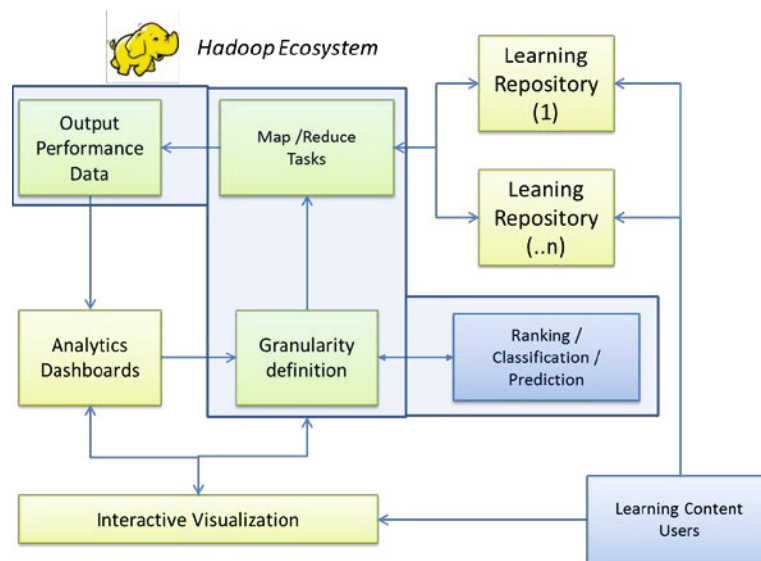 Hadoop Ecosystem
Learning
Repository
(1)
Output
Performance
Data
Map /Reduce
Tasks
Leaning
Repository
(..n)
Analytics
Dashboards
Granularity
definition
Ranking /
Classification /
Prediction
Interactive Visualization
Learning Content
Users